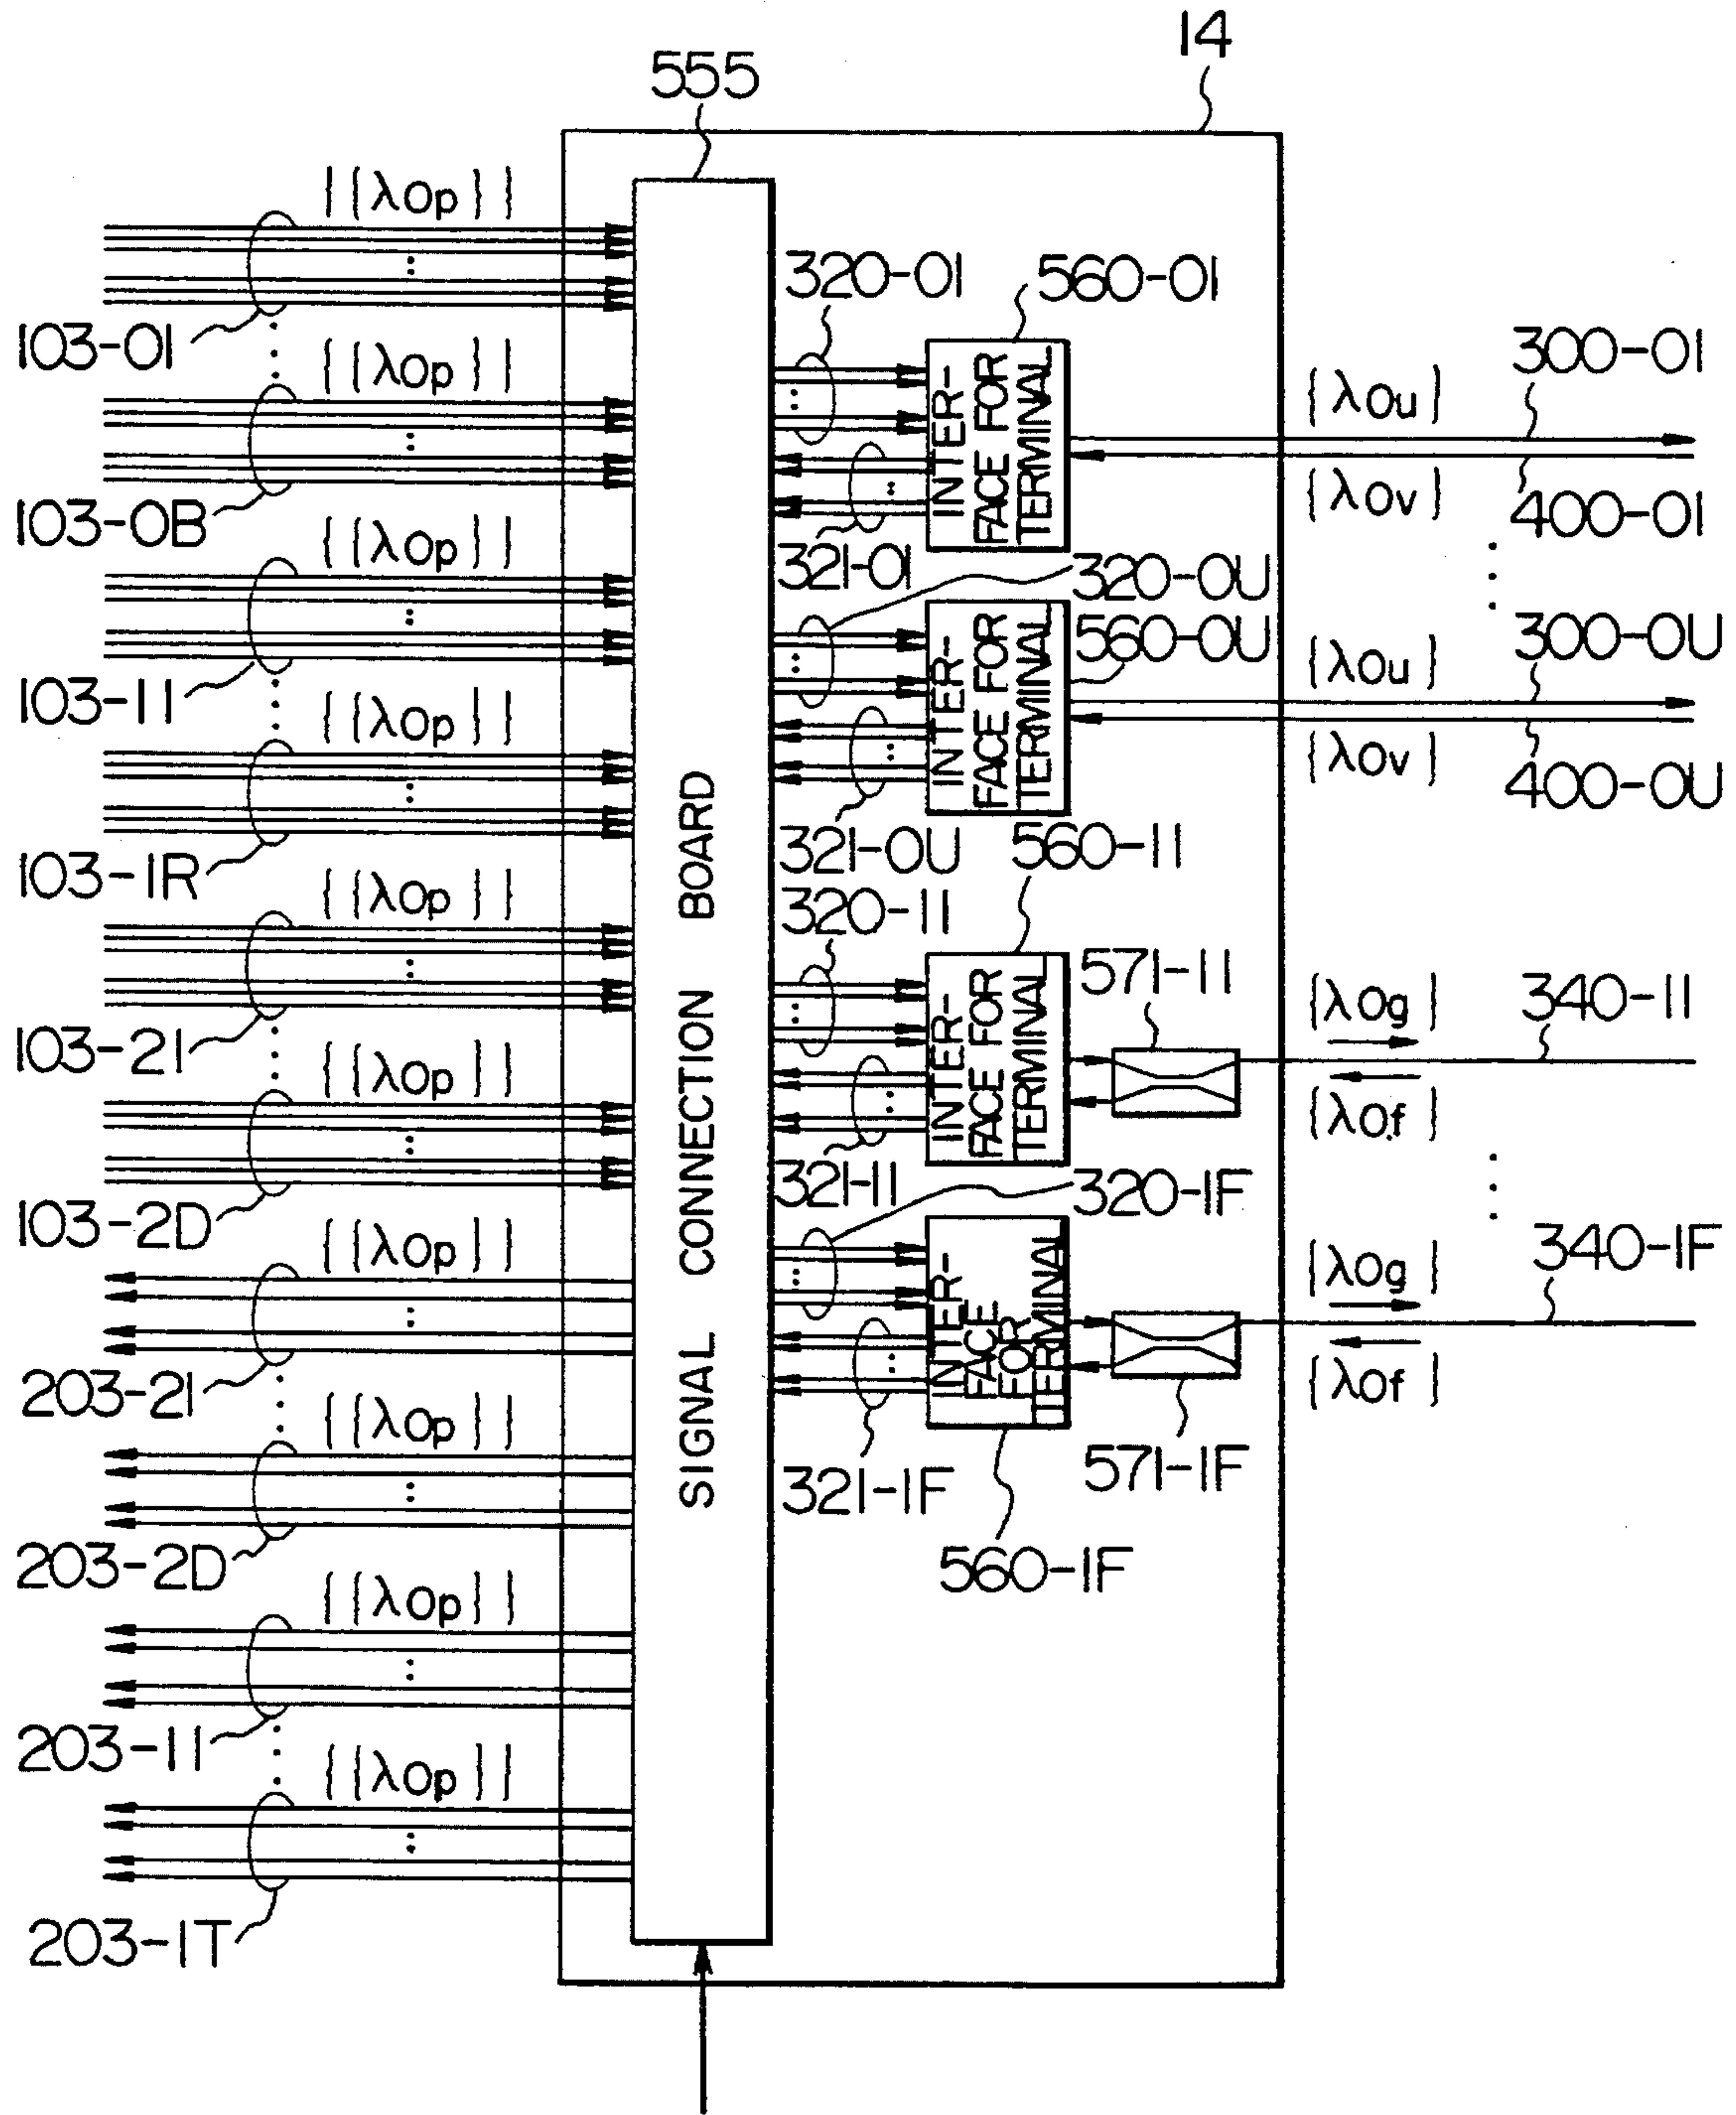 14
555
{{λ0p}}
103-01
{{λ0p}}
103-0B
{{λ0p}}
103-11
{{λ0p}}
103-1R
{{λ0p}}
103-21
{{λ0p}}
103-2D
{{λ0p}}
203-21
{{λ0p}}
203-2D
{{λ0p}}
203-11
{{λ0p}}
203-1T
SIGNAL CONNECTION BOARD
320-01
560-01
INTER-
FACE FOR
TERMINAL
321-01
{λ0u}
300-01
{λ0v}
400-01
320-0U
560-0U
INTER-
FACE FOR
TERMINAL
321-0U
{λ0u}
300-0U
{λ0v}
400-0U
560-11
320-11
INTER-
FACE FOR
TERMINAL
321-11
571-11
{λ0g}
340-11
{λ0f}
320-1F
INTER-
FACE
FOR
TERMINAL
321-1F
560-1F
571-1F
{λ0g}
340-1F
{λ0f}